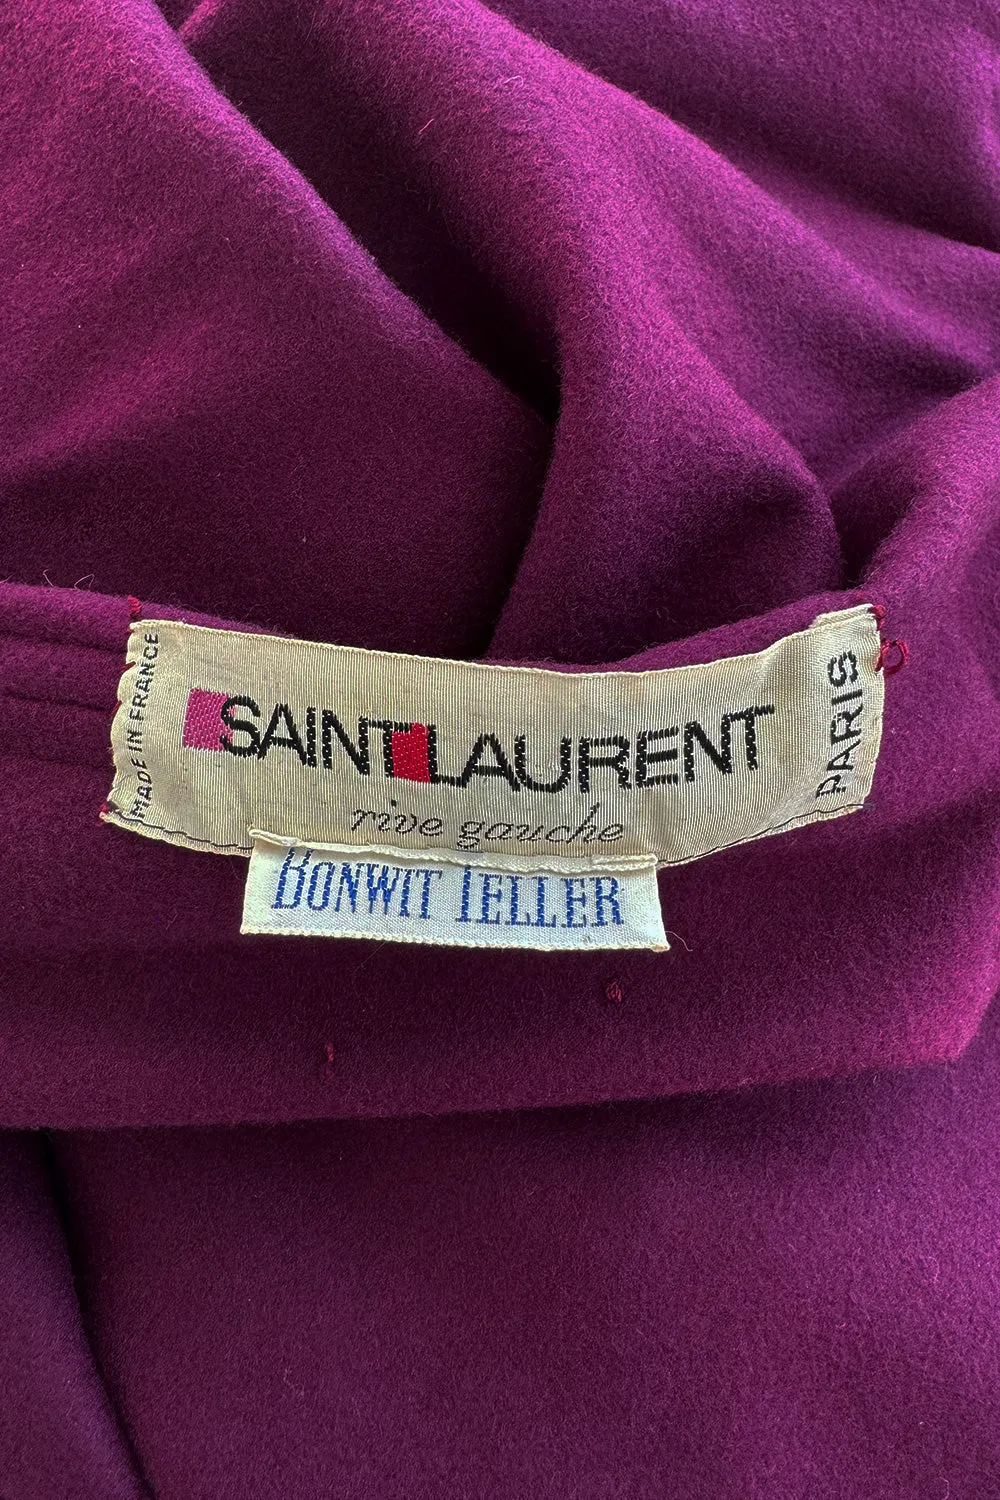 MADE IN FRANCE
SAINT LAURENT
rive gauche
PARIS
BONWIT TELLER